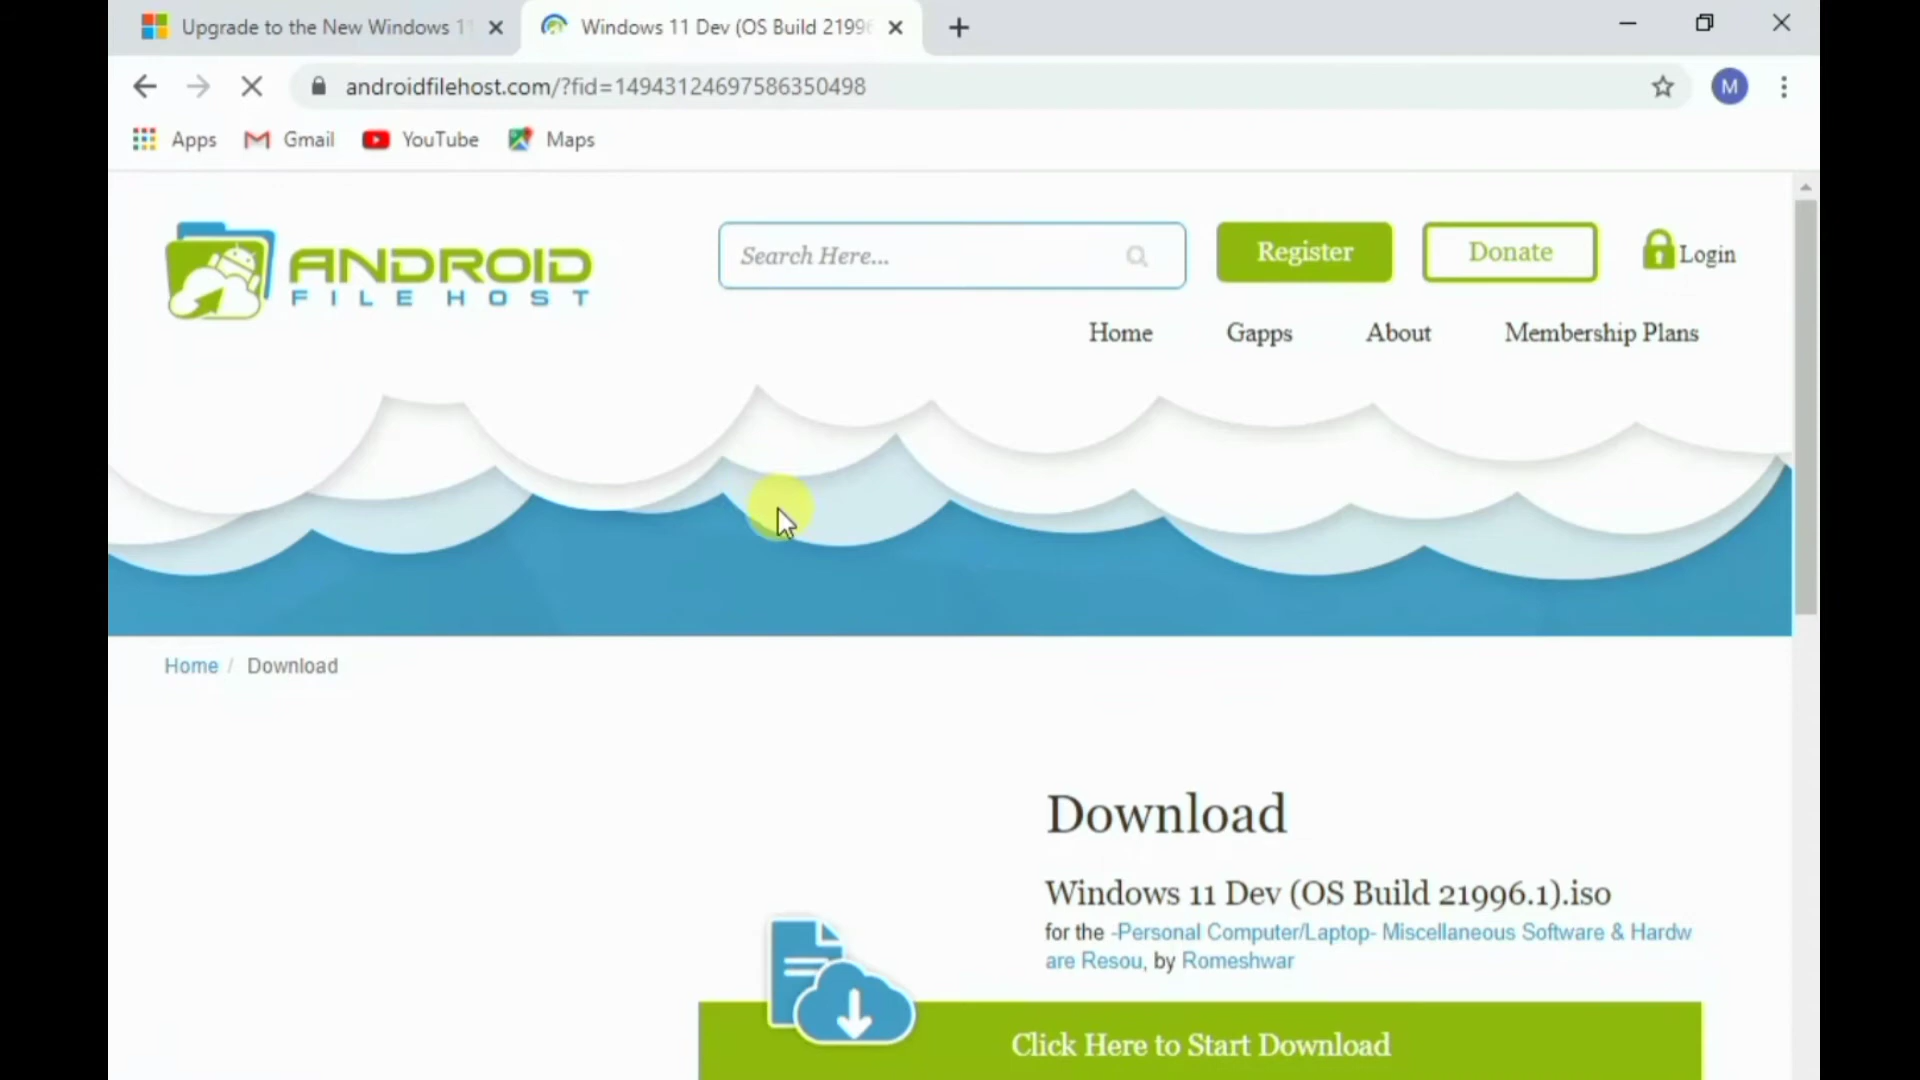 Upgrade to the New Windows 11
Windows 11 Dev (OS Build 21996
androidfilehost.com/?fid=14943124697586350498
M
Apps
Gmail
YouTube
Maps
ANDROID
FILE HOST
Search Here...
Register
Donate
Login
Home
Gapps
About
Membership Plans
Home / Download
Download
Windows 11 Dev (OS Build 21996.1).iso
for the -Personal Computer/Laptop- Miscellaneous Software & Hardw
are Resou, by Romeshwar
Click Here to Start Download